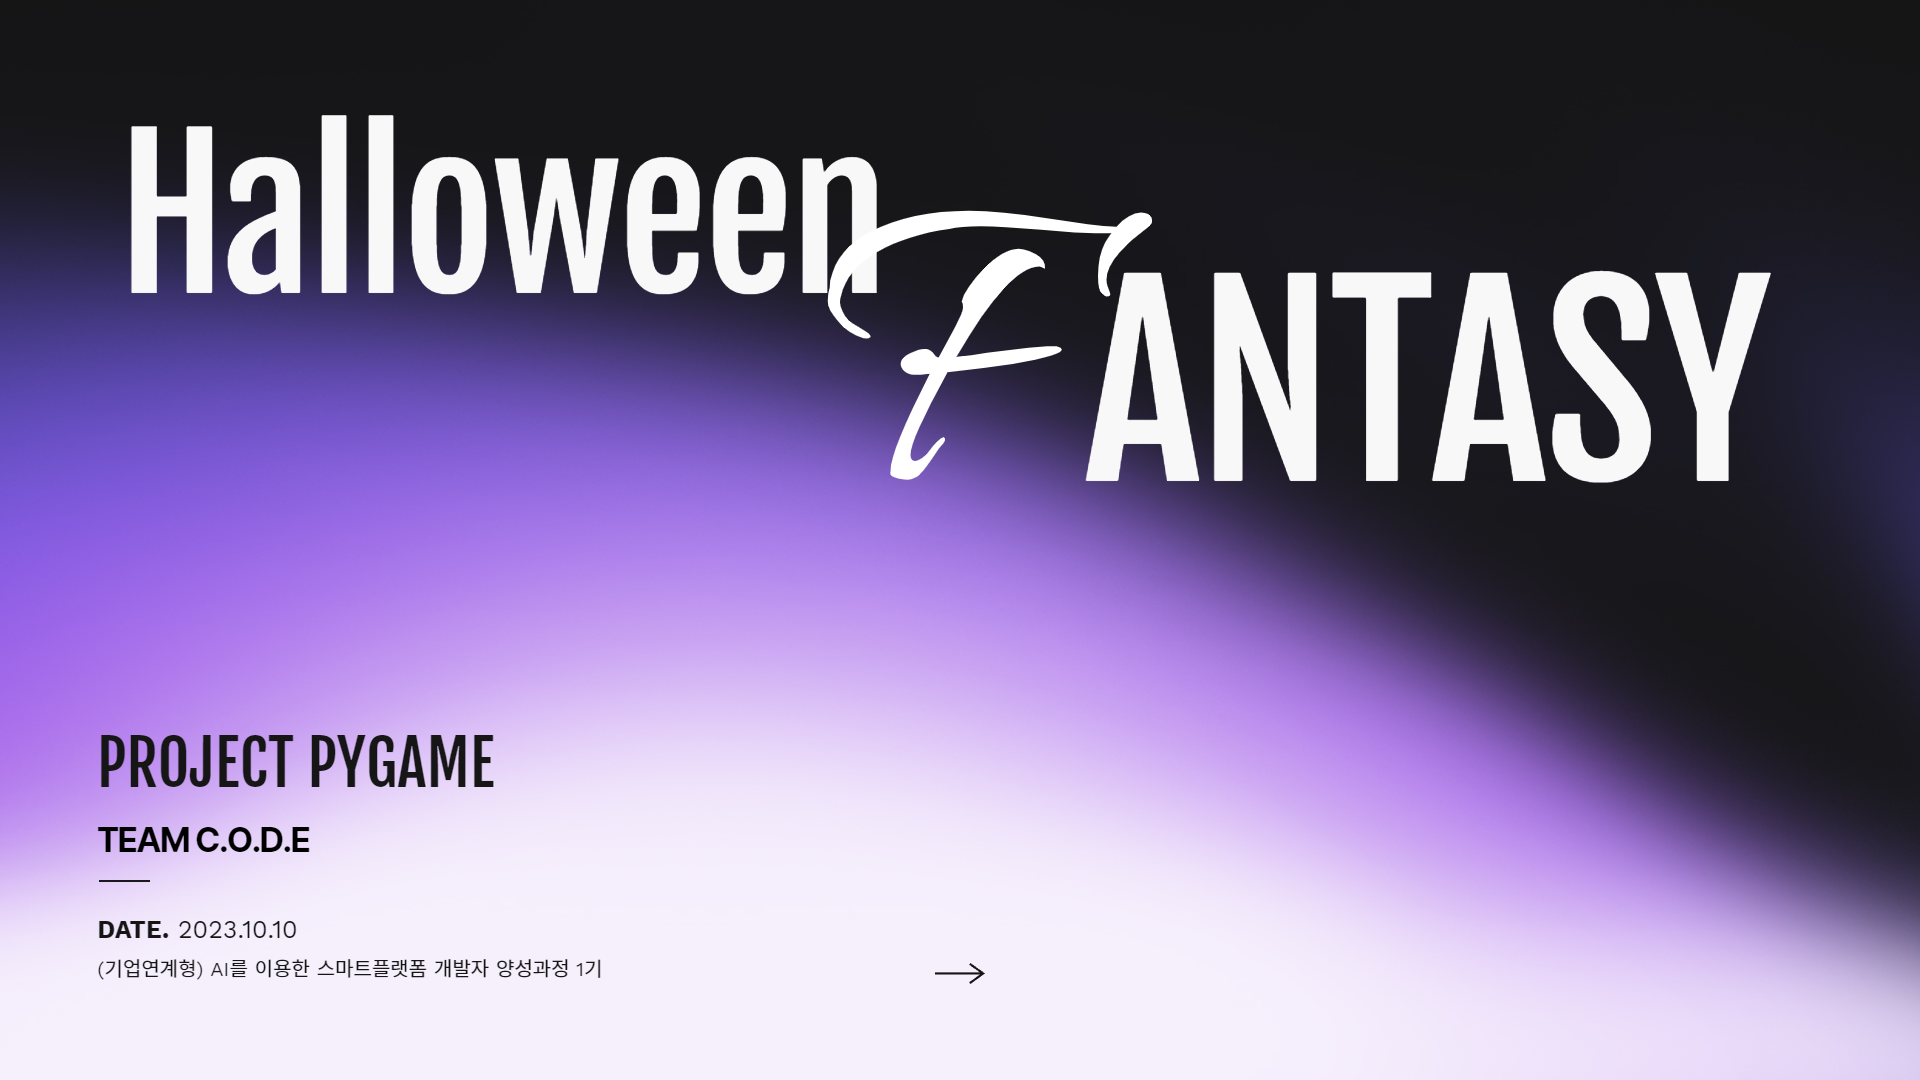 Halloween
FANTASY
PROJECT PYGAME
TEAM C.O.D.E
DATE. 2023.10.10
(기업연계형) AI를 이용한 스마트플랫폼 개발자 양성과정 1기